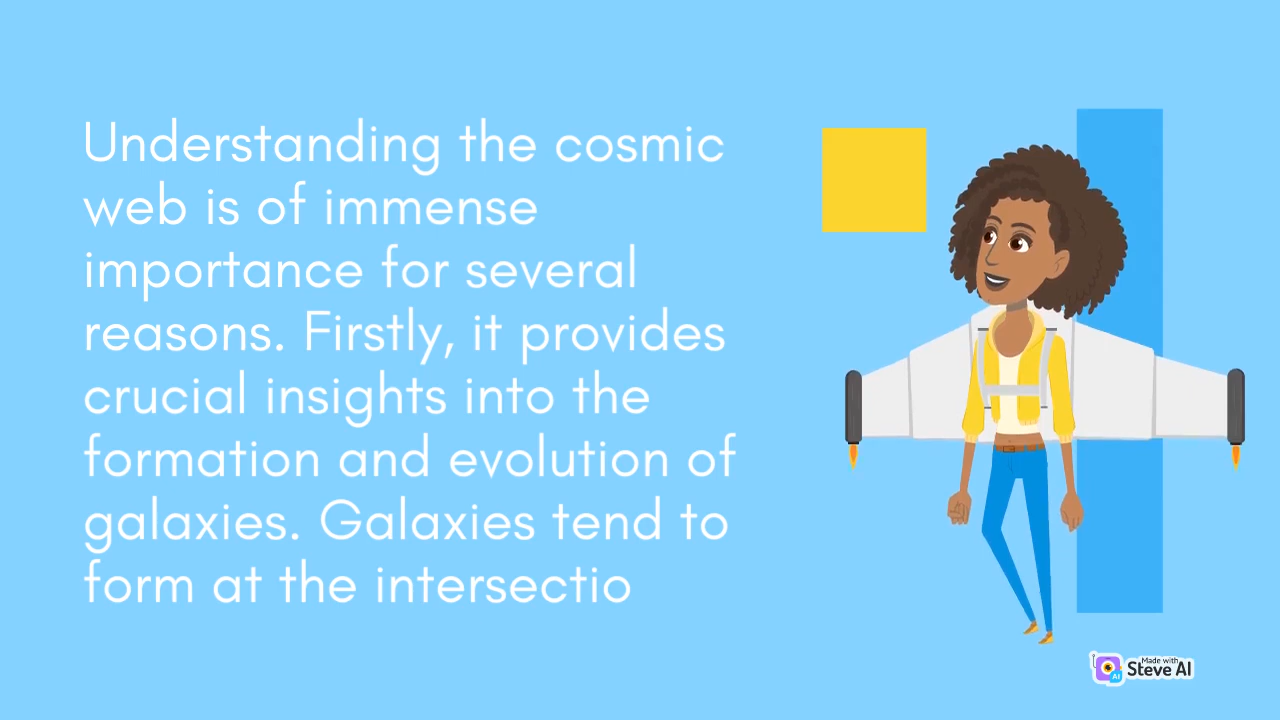 Understanding the cosmic
web is of immense
importance for several
reasons. Firstly, it provides
crucial insights into the
formation and evolution of
galaxies. Galaxies tend to
form at the intersectio
Made with
Steve AI
AI